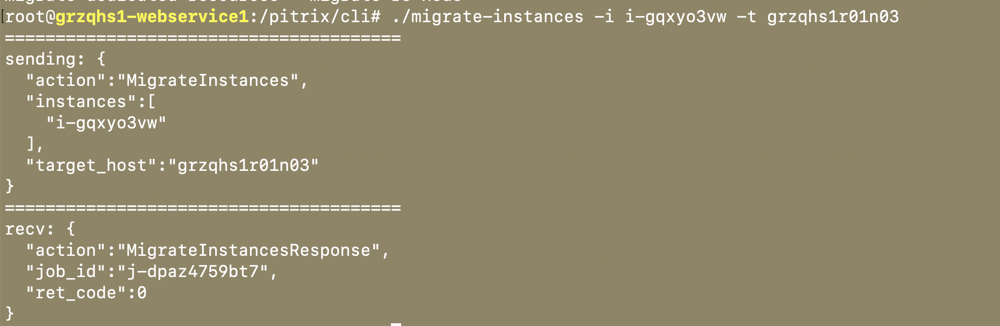 root@grzqhs1-webservice1:/pitrix/cli# ./migrate-instances -i i-gqxyo3vw -t grzqhs1r01n03
=======================================
sending: {
  "action":"MigrateInstances",
  "instances":[
    "i-gqxyo3vw"
  ],
  "target_host":"grzqhs1r01n03"
}
=======================================
recv: {
  "action":"MigrateInstancesResponse",
  "job_id":"j-dpaz4759bt7",
  "ret_code":0
}